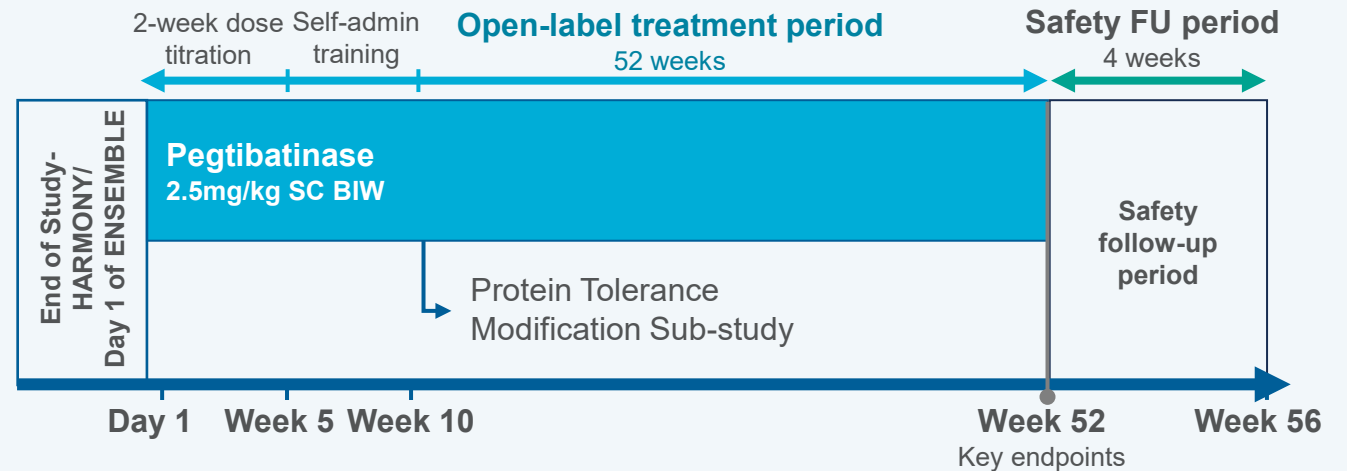 2-week dose
titration
Self-admin
training
Open-label treatment period
52 weeks
Safety FU period
4 weeks
End of Study-
HARMONY/
Day 1 of ENSEMBLE
Pegtibatinase
2.5mg/kg SC BIW
Protein Tolerance
Modification Sub-study
Safety
follow-up
period
Day 1
Week 5
Week 10
Week 52
Key endpoints
Week 56